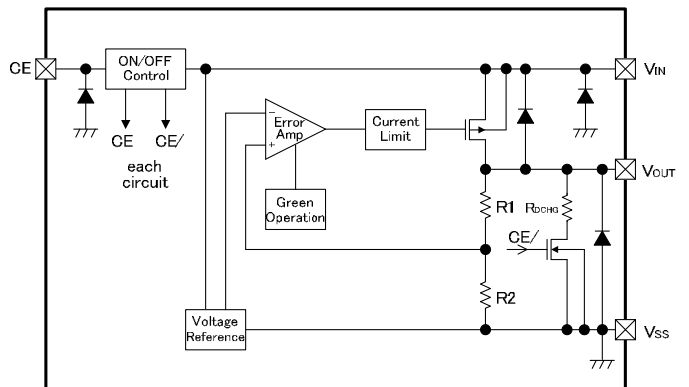 CE
ON/OFF
Control
CE
CE/
each
circuit
−
Error
Amp
+
Green
Operation
Current
Limit
VIN
VOUT
R1
RDCHG
CE/
R2
Voltage
Reference
VSS